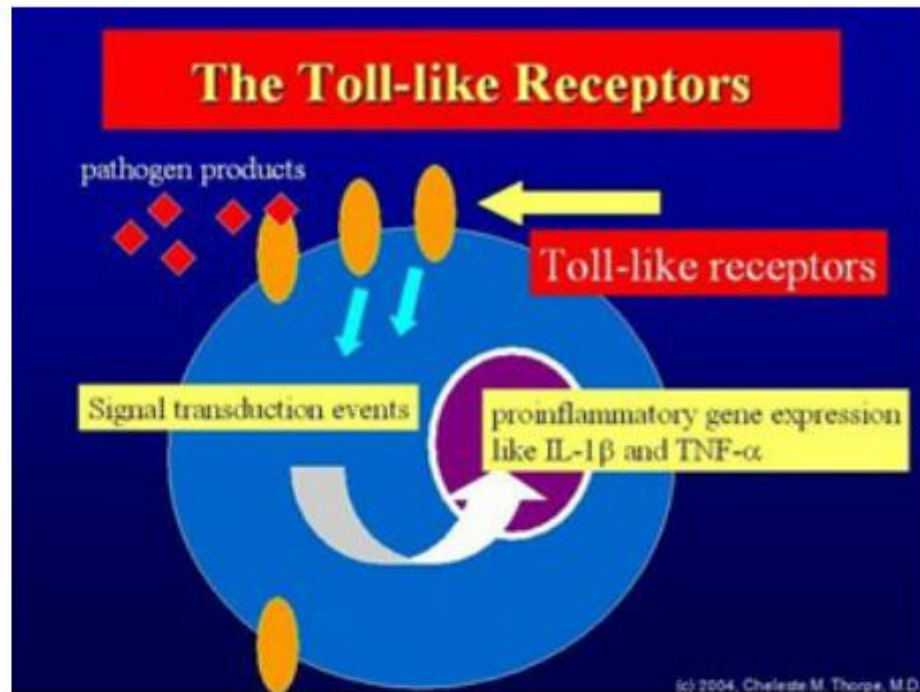 The Toll-like Receptors
pathogen products
Toll-like receptors
Signal transduction events
proinflammatory gene expression
like IL-1β and TNF-α
(c) 2004, Cheleste M. Thorpe, M.D.